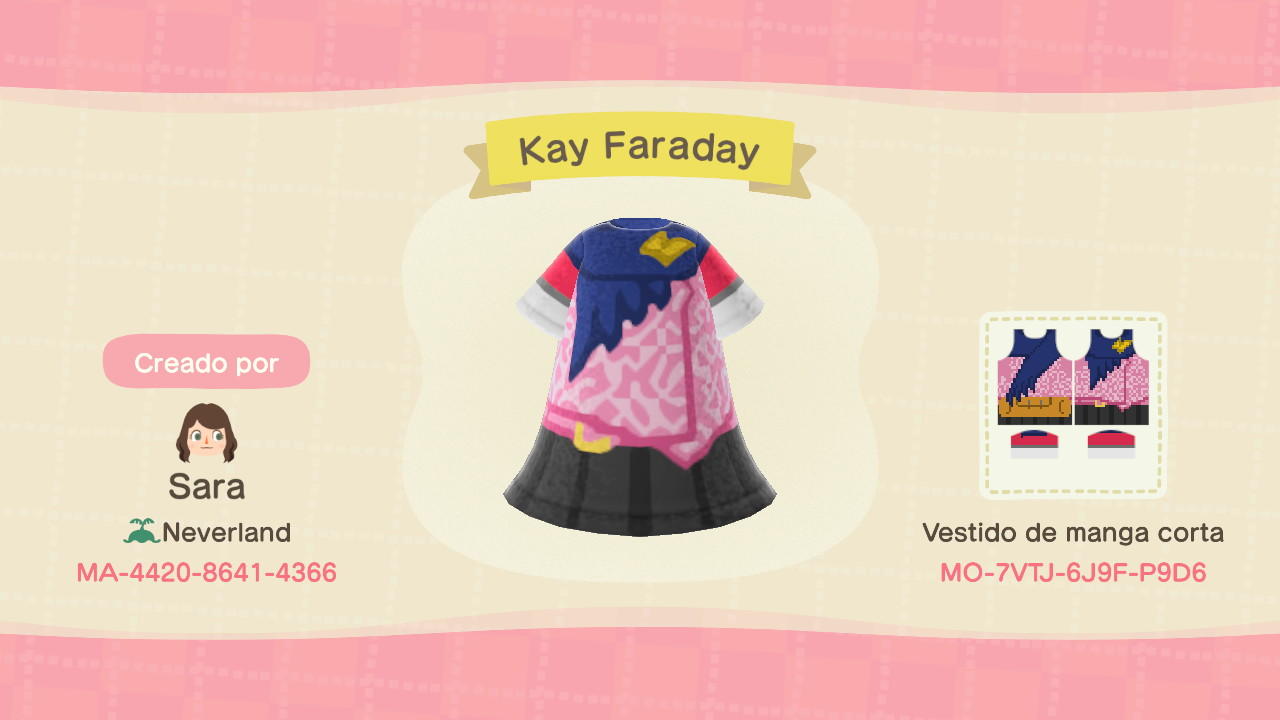 Kay Faraday
Creado por
Sara
Neverland
MA-4420-8641-4366
Vestido de manga corta
MO-7VTJ-6J9F-P9D6